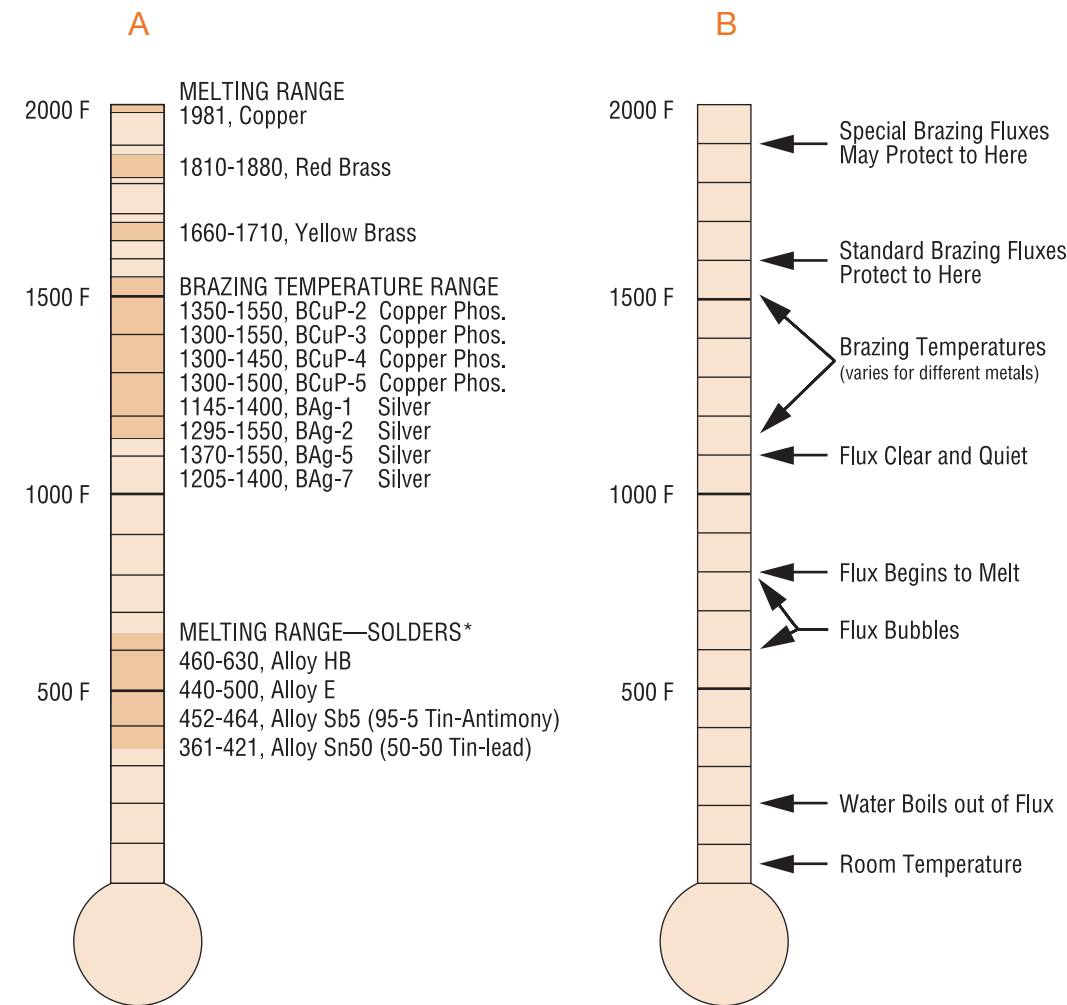 A
2000 F
MELTING RANGE
1981, Copper
1810-1880, Red Brass
1660-1710, Yellow Brass
1500 F
BRAZING TEMPERATURE RANGE
1350-1550, BCuP-2 Copper Phos.
1300-1550, BCuP-3 Copper Phos.
1300-1450, BCuP-4 Copper Phos.
1300-1500, BCuP-5 Copper Phos.
1145-1400, BAg-1 Silver
1295-1550, BAg-2 Silver
1370-1550, BAg-5 Silver
1205-1400, BAg-7 Silver
1000 F
MELTING RANGE—SOLDERS*
460-630, Alloy HB
500 F
440-500, Alloy E
452-464, Alloy Sb5 (95-5 Tin-Antimony)
361-421, Alloy Sn50 (50-50 Tin-lead)
B
2000 F
Special Brazing Fluxes
May Protect to Here
Standard Brazing Fluxes
Protect to Here
1500 F
Brazing Temperatures
(varies for different metals)
Flux Clear and Quiet
1000 F
Flux Begins to Melt
Flux Bubbles
500 F
Water Boils out of Flux
Room Temperature